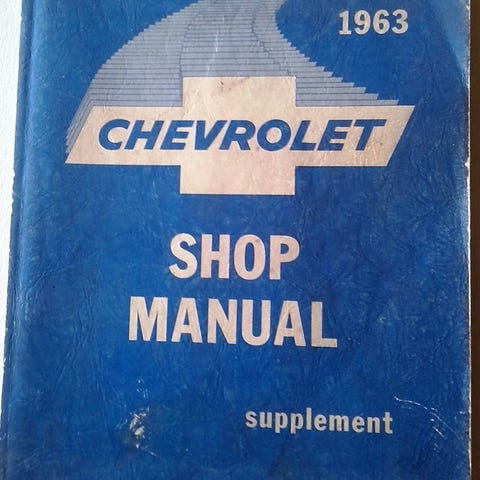 1963
CHEVROLET
SHOP
MANUAL
supplement